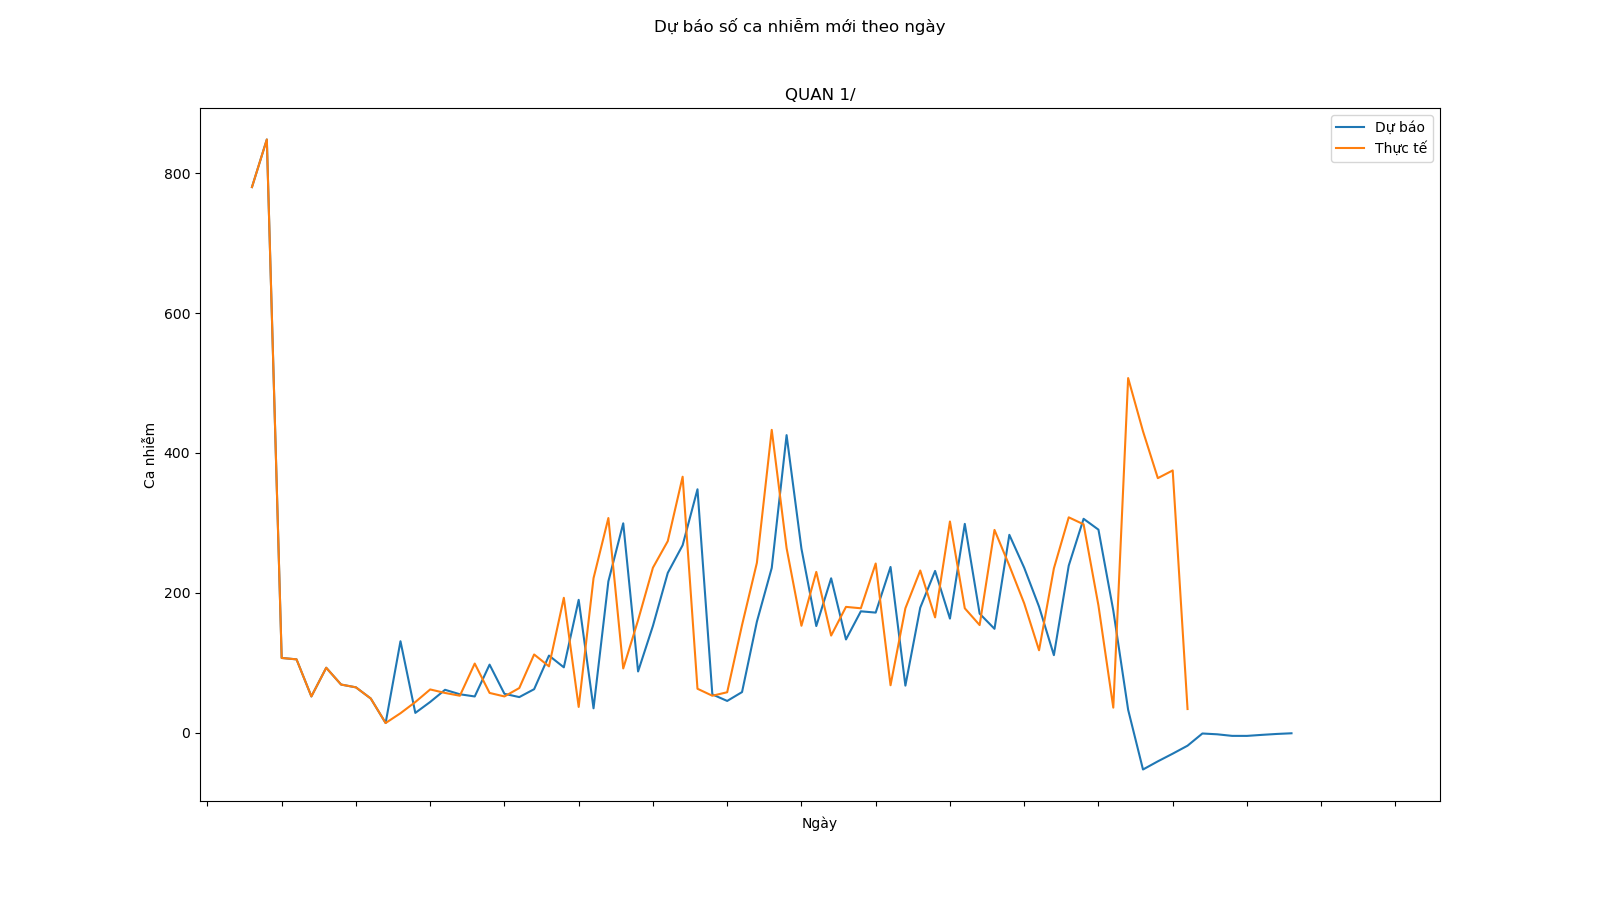 Dự báo số ca nhiễm mới theo ngày
QUAN 1/
Dự báo
Thực tế
800
600
400
200
0
Ca nhiễm
Ngày